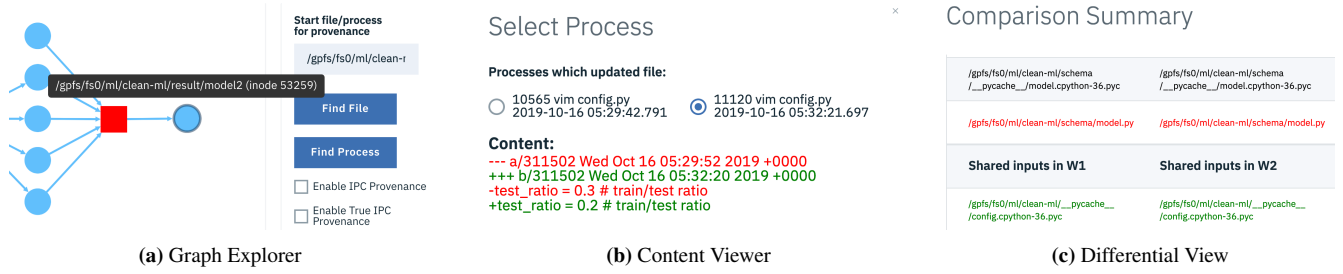 Start file/process
for provenance
/gpfs/fs0/ml/clean-r
/gpfs/fs0/ml/clean-ml/result/model2 (inode 53259)
Find File
Find Process
Enable IPC Provenance
Enable True IPC
Provenance
(a) Graph Explorer
×
Select Process
Processes which updated file:
10565 vim config.py
2019-10-16 05:29:42.791
11120 vim config.py
2019-10-16 05:32:21.697
Content:
--- a/311502 Wed Oct 16 05:29:52 2019 +0000
+++ b/311502 Wed Oct 16 05:32:20 2019 +0000
-test_ratio = 0.3 # train/test ratio
+test_ratio = 0.2 # train/test ratio
(b) Content Viewer
Comparison Summary
/gpfs/fs0/ml/clean-ml/schema
/__pycache__/model.cpython-36.pyc
/gpfs/fs0/ml/clean-ml/schema
/__pycache__/model.cpython-36.pyc
/gpfs/fs0/ml/clean-ml/schema/model.py
/gpfs/fs0/ml/clean-ml/schema/model.py
Shared inputs in W1
Shared inputs in W2
/gpfs/fs0/ml/clean-ml/__pycache__
/config.cpython-36.pyc
/gpfs/fs0/ml/clean-ml/__pycache__
/config.cpython-36.pyc
(c) Differential View